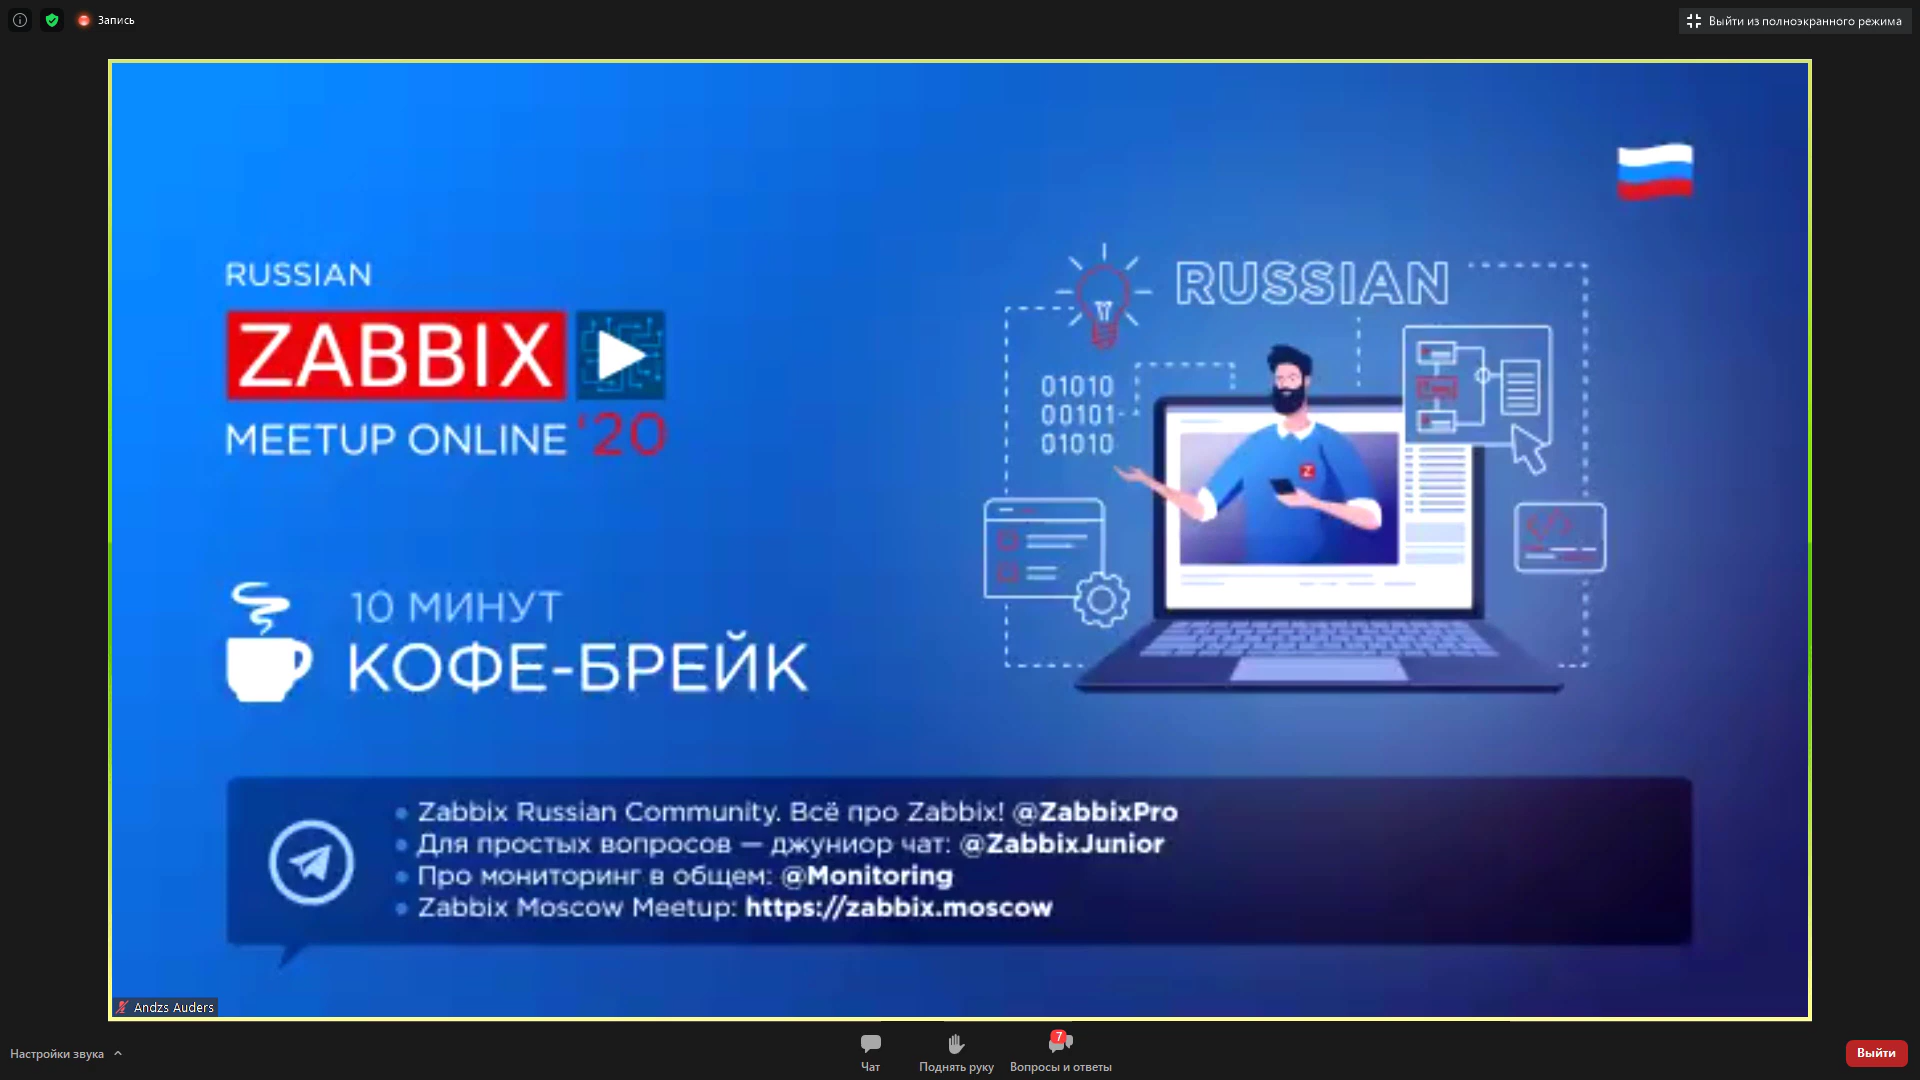 Запись
Выйти из полноэкранного режима
RUSSIAN
ZABBIX
MEETUP ONLINE '20
RUSSIAN
01010
00101
01010
Z
</>
10 МИНУТ
КОФЕ-БРЕЙК
• Zabbix Russian Community. Всё про Zabbix! @ZabbixPro
• Для простых вопросов — джуниор чат: @ZabbixJunior
• Про мониторинг в общем: @Monitoring
• Zabbix Moscow Meetup: https://zabbix.moscow
Andzs Auders
Настройки звука
Чат
Поднять руку
7
Вопросы и ответы
Выйти